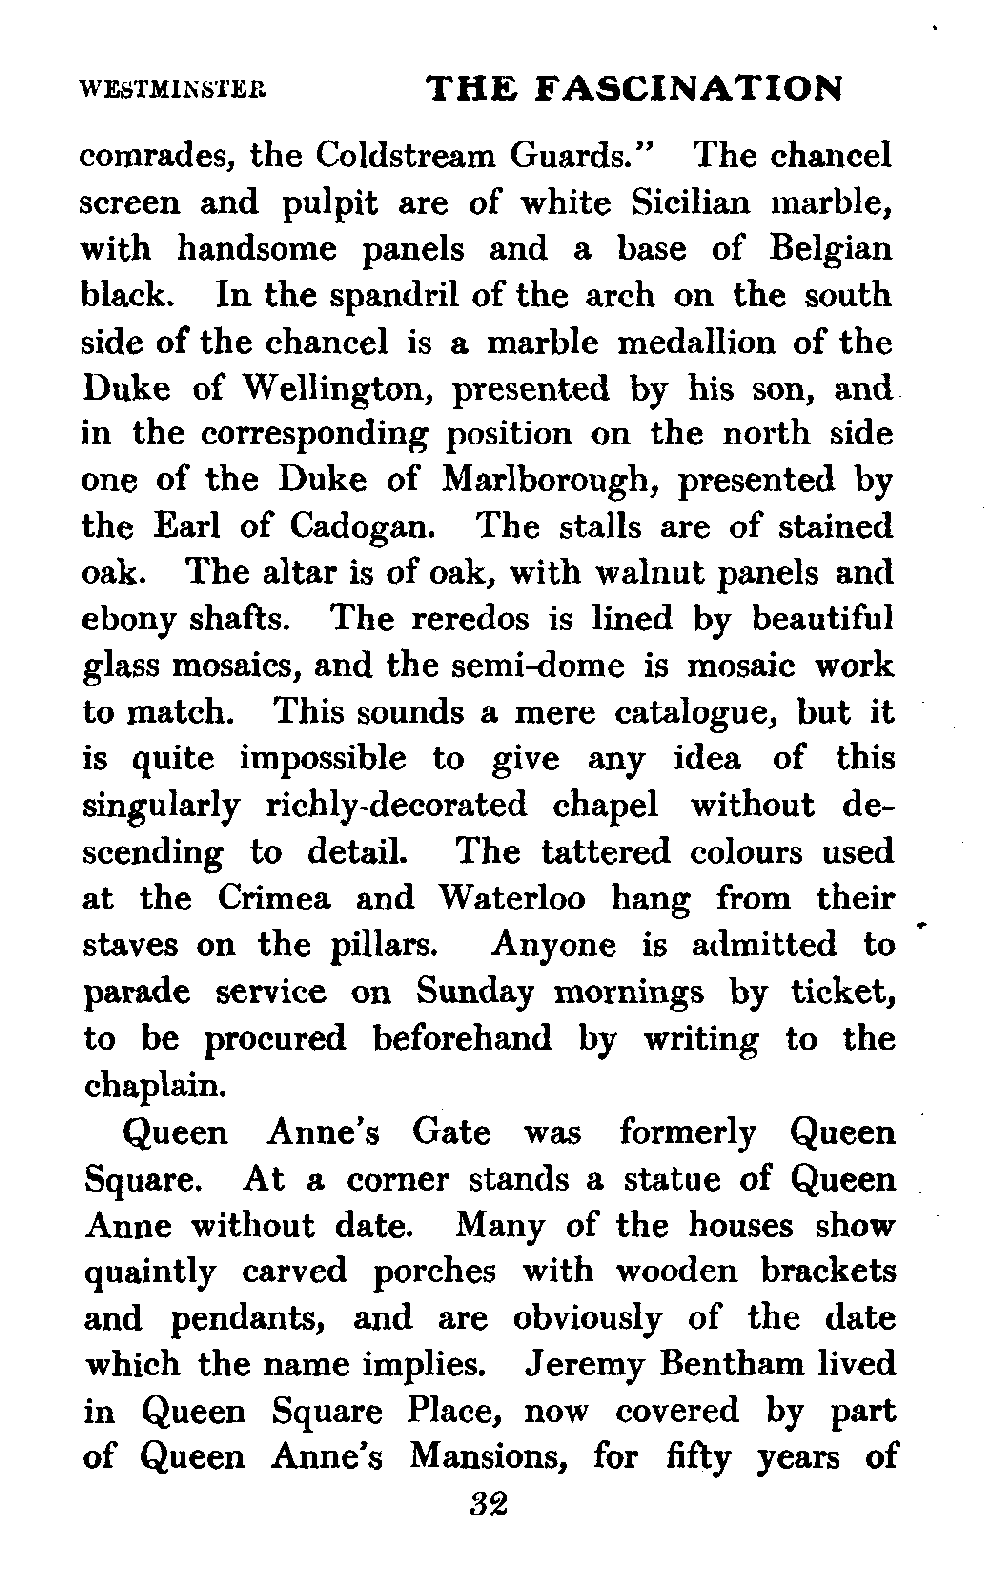 WESTMINSTER THE FASCINATION
comrades, the Coldstream Guards." The chancel
screen and pulpit are of white Sicilian marble,
with handsome panels and a base of Belgian
black. In the spandril of the arch on the south
side of the chancel is a marble medallion of the
Duke of Wellington, presented by his son, and
in the corresponding position on the north side
one of the Duke of Marlborough, presented by
the Earl of Cadogan. The stalls are of stained
oak. The altar is of oak, with walnut panels and
ebony shafts. The reredos is lined by beautiful
glass mosaics, and the semi-dome is mosaic work
to match. This sounds a mere catalogue, but it
is quite impossible to give any idea of this
singularly richly-decorated chapel without de-
scending to detail. The tattered colours used
at the Crimea and Waterloo hang from their
staves on the pillars. Anyone is admitted to
parade service on Sunday mornings by ticket,
to be procured beforehand by writing to the
chaplain.
Queen Anne's Gate was formerly Queen
Square. At a corner stands a statue of Queen
Anne without date. Many of the houses show
quaintly carved porches with wooden brackets
and pendants, and are obviously of the date
which the name implies. Jeremy Bentham lived
in Queen Square Place, now covered by part
of Queen Anne's Mansions, for fifty years of
32